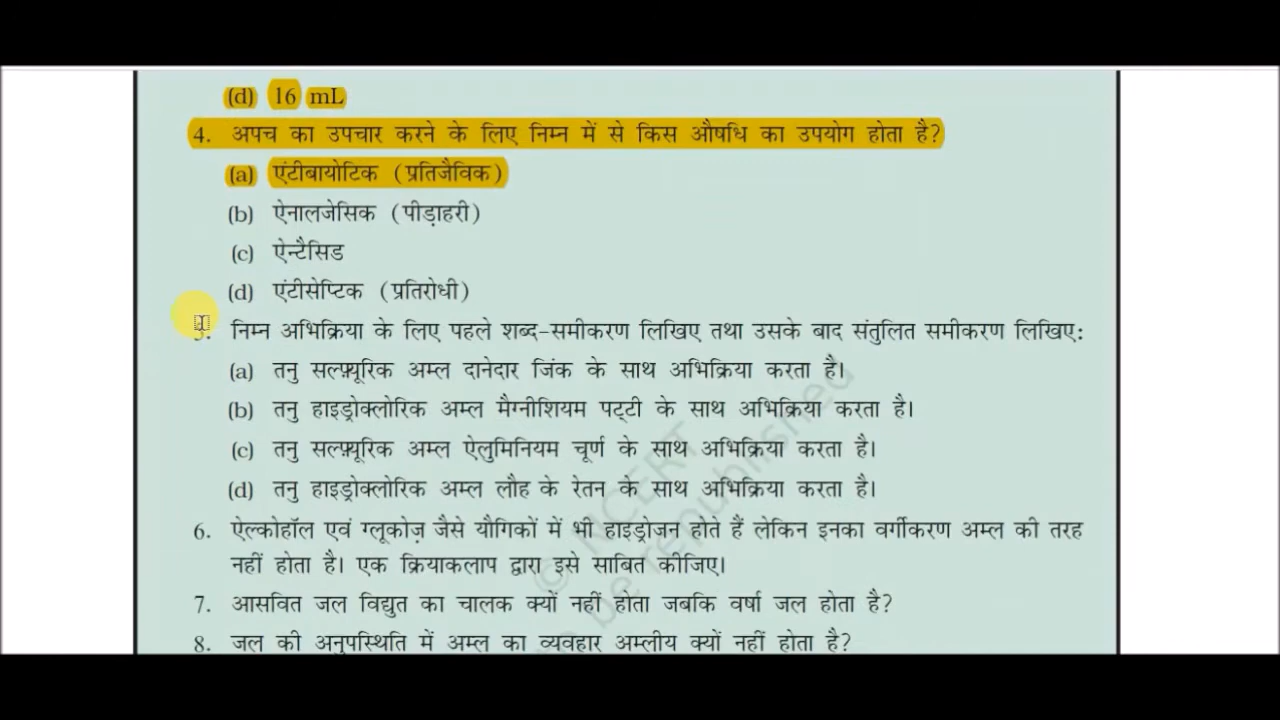 (d) 16 mL
4. अपच का उपचार करने के लिए निम्न में से किस औषधि का उपयोग होता है?
(a) एंटीबायोटिक (प्रतिजैविक)
(b) ऐनालजेसिक (पीड़ाहरी)
(c) ऐन्टैसिड
(d) एंटीसेप्टिक (प्रतिरोधी)
5. निम्न अभिक्रिया के लिए पहले शब्द-समीकरण लिखिए तथा उसके बाद संतुलित समीकरण लिखिए:
(a) तनु सल्फ़्यूरिक अम्ल दानेदार जिंक के साथ अभिक्रिया करता है।
(b) तनु हाइड्रोक्लोरिक अम्ल मैग्नीशियम पट्टी के साथ अभिक्रिया करता है।
(c) तनु सल्फ़्यूरिक अम्ल ऐलुमिनियम चूर्ण के साथ अभिक्रिया करता है।
(d) तनु हाइड्रोक्लोरिक अम्ल लौह के रेतन के साथ अभिक्रिया करता है।
6. ऐल्कोहॉल एवं ग्लूकोज़ जैसे यौगिकों में भी हाइड्रोजन होते हैं लेकिन इनका वर्गीकरण अम्ल की तरह
नहीं होता है। एक क्रियाकलाप द्वारा इसे साबित कीजिए।
7. आसवित जल विद्युत का चालक क्यों नहीं होता जबकि वर्षा जल होता है?
8. जल की अनुपस्थिति में अम्ल का व्यवहार अम्लीय क्यों नहीं होता है?
© NCERT
be republished